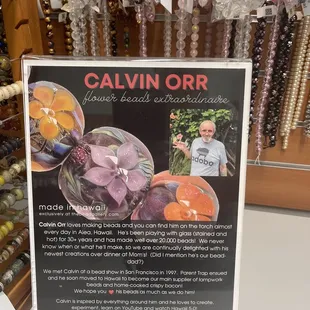 CALVIN ORR
flower beads extraordinaire
adobo
made in hawaii
exclusively at thebeadgallery.com
Calvin Orr loves making beads and you can find him on the torch almost
every day in Aiea, Hawaii. He's been playing with glass (stained and
hot) for 30+ years and has made well over 20,000 beads! We never
know when or what he'll make, so we are continually delighted with his
newest creations over dinner at Mom's! (Did I mention he's our bead-
dad?)
We met Calvin at a bead show in San Francisco in 1997. Parent Trap ensued
and he soon moved to Hawaii to become our main supplier of lampwork
beads and home-cooked crispy bacon!
We hope you ❤ his beads as much as we do him!
Calvin is inspired by everything around him and he loves to create,
experiment, learn on YouTube and watch Hawaii 5-0!